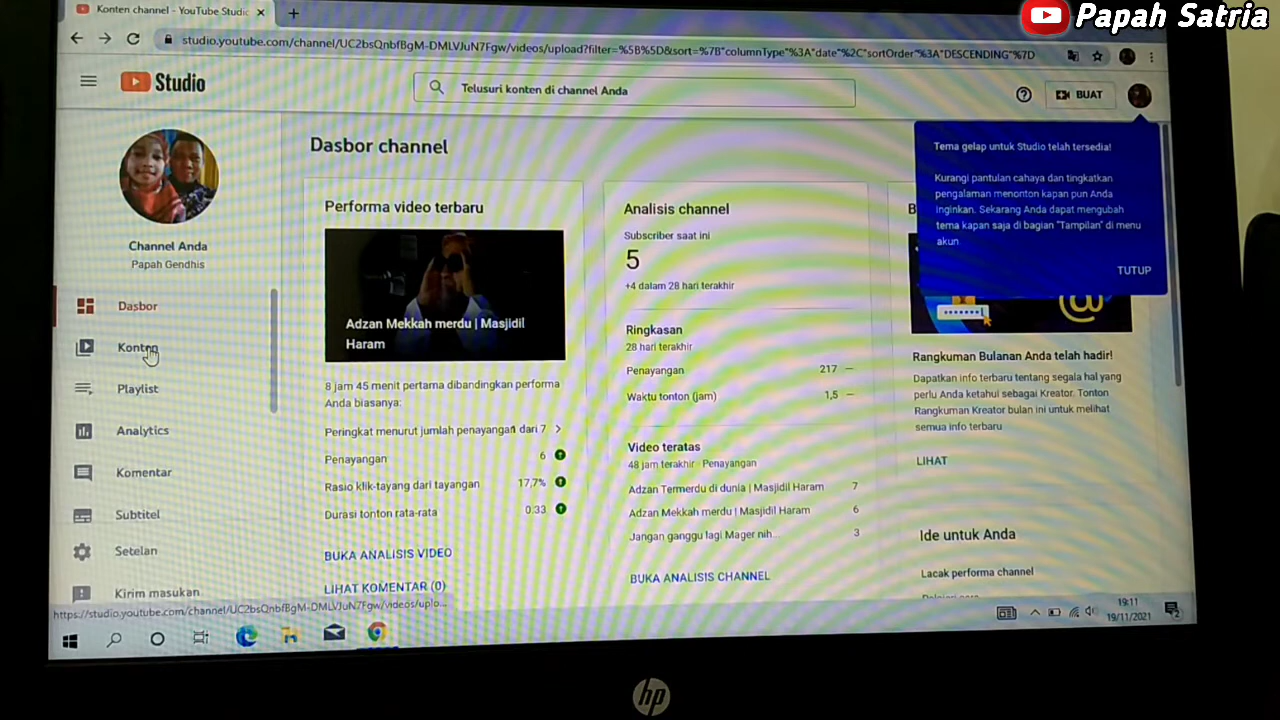 Papah Satria
Konten channel - YouTube Studio
studio.youtube.com/channel/UC2bsQnbfBgM-DMLVJuN7Fgw/videos/upload?filter=%5B%5D&sort=%7B"columnType"%3A"date"%2C"sortOrder"%3A"DESCENDING"%7D
Studio
Telusuri konten di channel Anda
BUAT
Tema gelap untuk Studio telah tersedia!
Kurangi pantulan cahaya dan tingkatkan
pengalaman menonton kapan pun Anda
inginkan. Sekarang Anda dapat mengubah
tema kapan saja di bagian "Tampilan" di menu
akun
TUTUP
Channel Anda
Papah Gendhis
Dasbor
Konten
Playlist
Analytics
Komentar
Subtitel
Setelan
Kirim masukan
Dasbor channel
Performa video terbaru
Adzan Mekkah merdu | Masjidil
Haram
8 jam 45 menit pertama dibandingkan performa
Anda biasanya:
Peringkat menurut jumlah penayangan dari 7
Penayangan 6
Rasio klik-tayang dari tayangan 17,7%
Durasi tonton rata-rata 0:33
BUKA ANALISIS VIDEO
LIHAT KOMENTAR (0)
Analisis channel
Subscriber saat ini
5
+4 dalam 28 hari terakhir
Ringkasan
28 hari terakhir
Penayangan 217 —
Waktu tonton (jam) 1,5 —
Video teratas
48 jam terakhir · Penayangan
Adzan Termerdu di dunia | Masjidil Haram 7
Adzan Mekkah merdu | Masjidil Haram 6
Jangan ganggu lagi Mager nih... 3
BUKA ANALISIS CHANNEL
B
@
Rangkuman Bulanan Anda telah hadir!
Dapatkan info terbaru tentang segala hal yang
perlu Anda ketahui sebagai Kreator. Tonton
Rangkuman Kreator bulan ini untuk melihat
semua info terbaru
LIHAT
Ide untuk Anda
Lacak performa channel
https://studio.youtube.com/channel/UC2bsQnbfBgM-DMLVJuN7Fgw/videos/uplo...
19:11
19/11/2021
2
hp